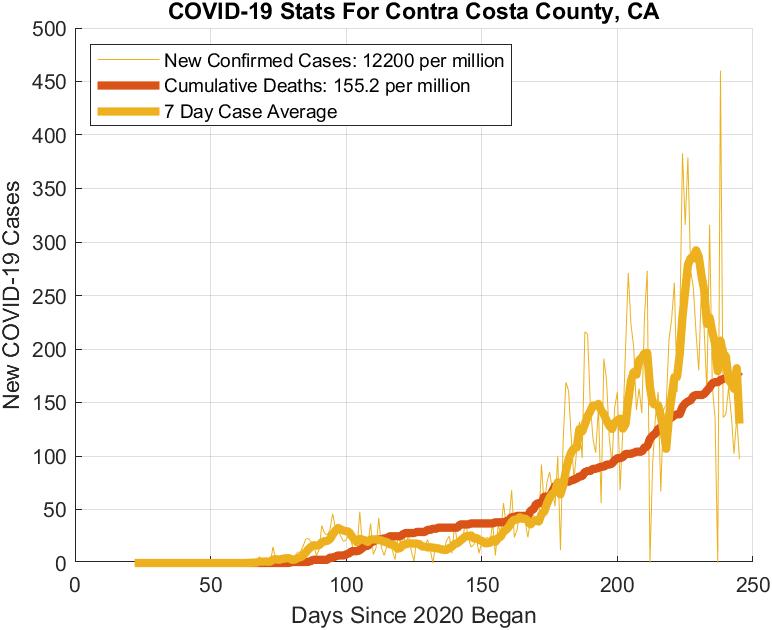 COVID-19 Stats For Contra Costa County, CA
500
450
400
350
300
250
200
150
100
50
0
New COVID-19 Cases
New Confirmed Cases: 12200 per million
Cumulative Deaths: 155.2 per million
7 Day Case Average
0 50 100 150 200 250
Days Since 2020 Began